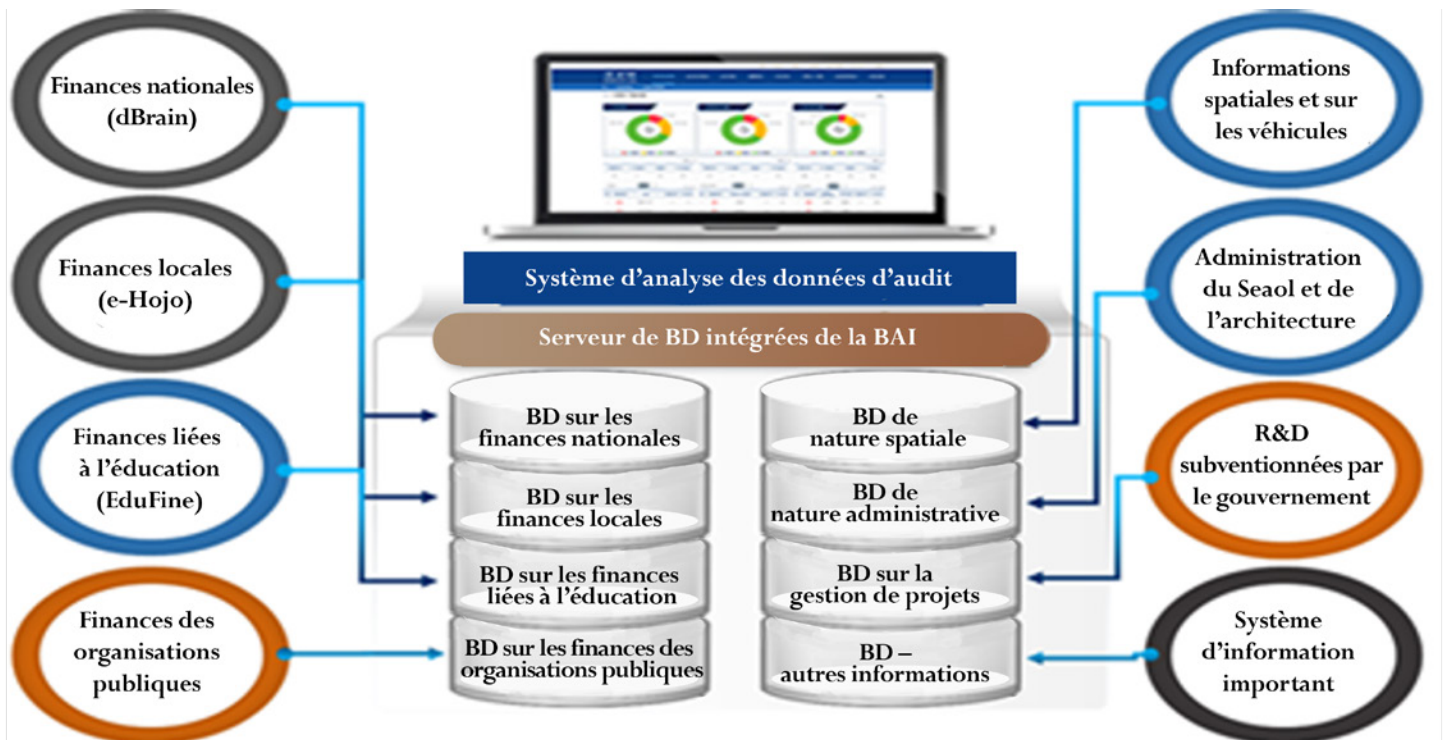 Finances nationales
(dBrain)
Finances locales
(e-Hojo)
Finances liées
à l'éducation
(EduFine)
Finances des
organisations
publiques
Système d'analyse des données d'audit
Serveur de BD intégrées de la BAI
BD sur les
finances nationales
BD sur les
finances locales
BD sur les finances
liées à l'éducation
BD sur les finances des
organisations publiques
BD de
nature spatiale
BD de
nature administrative
BD sur la
gestion de projets
BD –
autres informations
Informations
spatiales et sur
les véhicules
Administration
du Seaol et de
l'architecture
R&D
subventionnées par
le gouvernement
Système
d'information
important